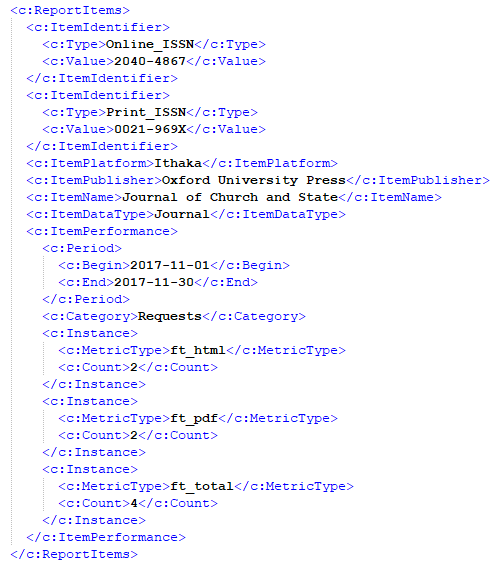 <c:ReportItems>
<c:ItemIdentifier>
<c:Type>Online_ISSN</c:Type>
<c:Value>2040-4867</c:Value>
</c:ItemIdentifier>
<c:ItemIdentifier>
<c:Type>Print_ISSN</c:Type>
<c:Value>0021-969X</c:Value>
</c:ItemIdentifier>
<c:ItemPlatform>Ithaka</c:ItemPlatform>
<c:ItemPublisher>Oxford University Press</c:ItemPublisher>
<c:ItemName>Journal of Church and State</c:ItemName>
<c:ItemDataType>Journal</c:ItemDataType>
<c:ItemPerformance>
<c:Period>
<c:Begin>2017-11-01</c:Begin>
<c:End>2017-11-30</c:End>
</c:Period>
<c:Category>Requests</c:Category>
<c:Instance>
<c:MetricType>ft_html</c:MetricType>
<c:Count>2</c:Count>
</c:Instance>
<c:Instance>
<c:MetricType>ft_pdf</c:MetricType>
<c:Count>2</c:Count>
</c:Instance>
<c:Instance>
<c:MetricType>ft_total</c:MetricType>
<c:Count>4</c:Count>
</c:Instance>
</c:ItemPerformance>
</c:ReportItems>